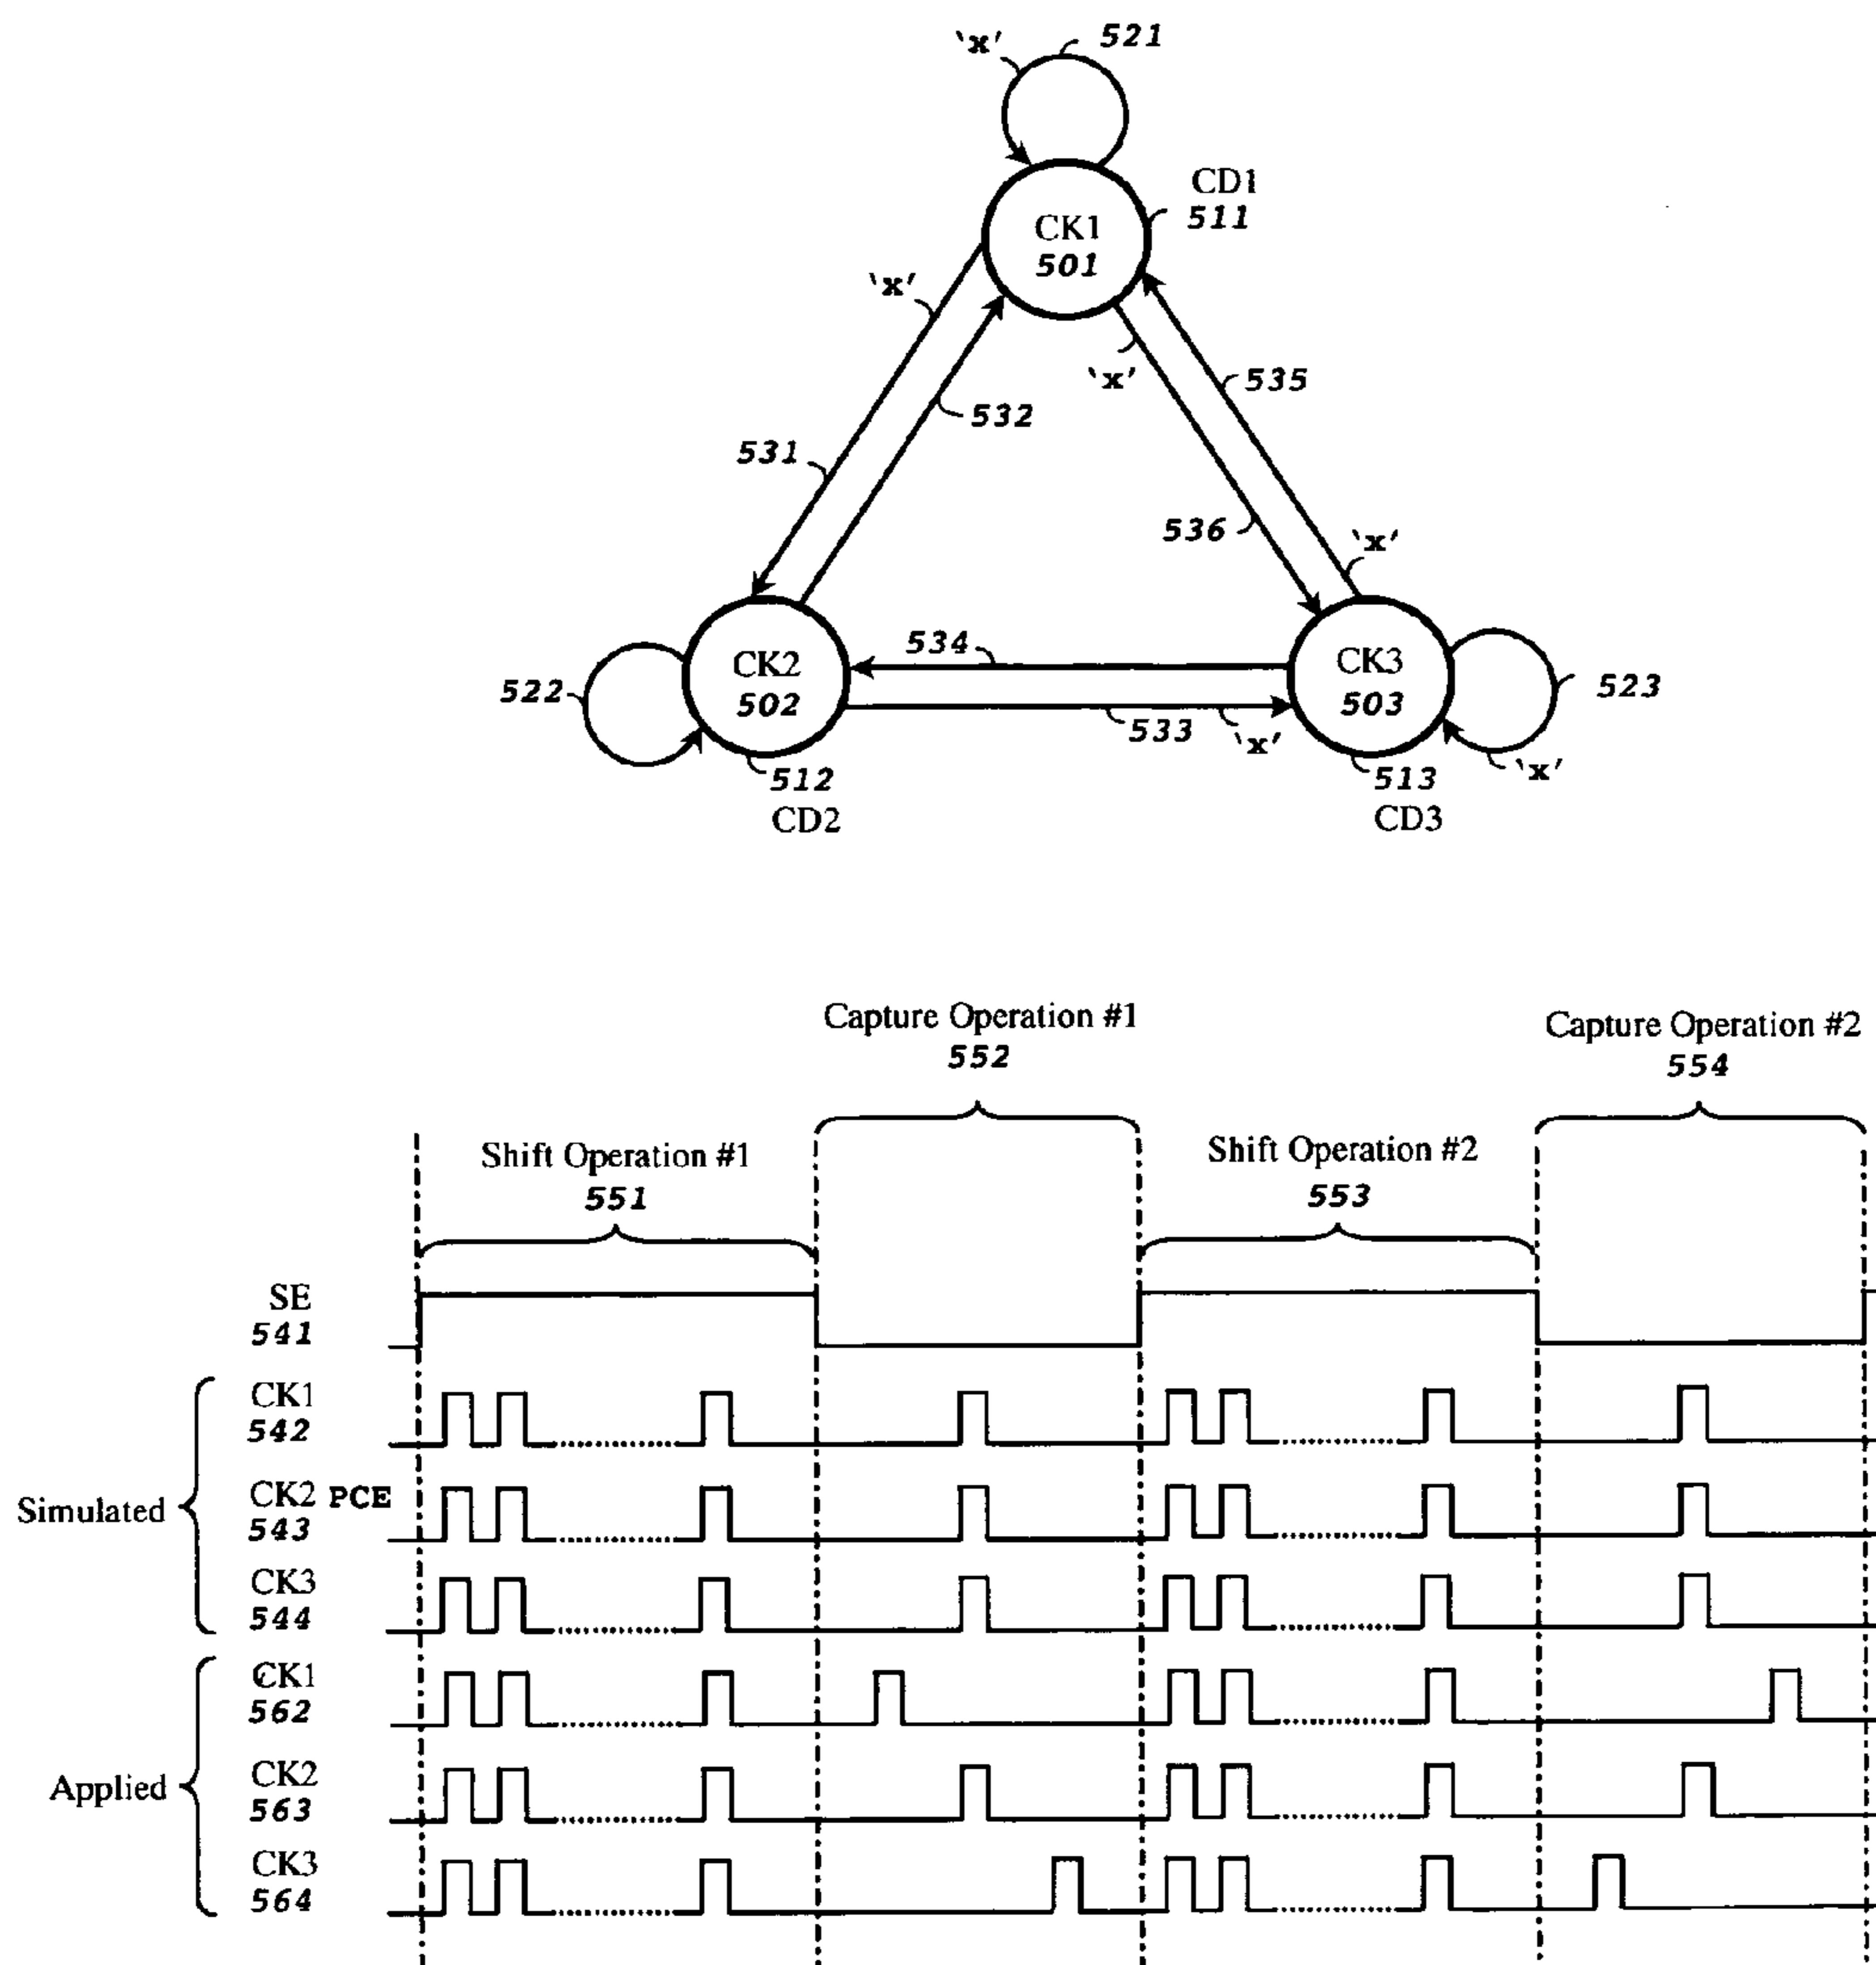 'x' 521
CD1
511
CK1
501
'x'
'x'
535
532
531
536
'x'
534
CK2
502
CK3
503
522
523
533
'x'
512
CD2
513
CD3
'x'
Capture Operation #1
552
Capture Operation #2
554
Shift Operation #1
551
Shift Operation #2
553
SE
541
Simulated
CK1
542
CK2 PCE
543
CK3
544
Applied
CK1
562
CK2
563
CK3
564